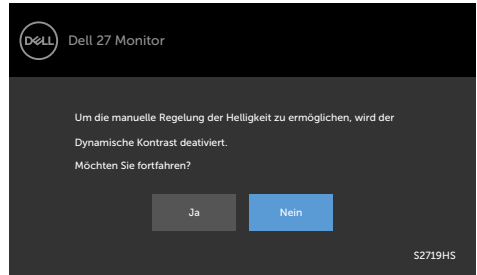 DELL
Dell 27 Monitor
Um die manuelle Regelung der Helligkeit zu ermöglichen, wird der
Dynamische Kontrast deativiert.
Möchten Sie fortfahren?
Ja
Nein
S2719HS